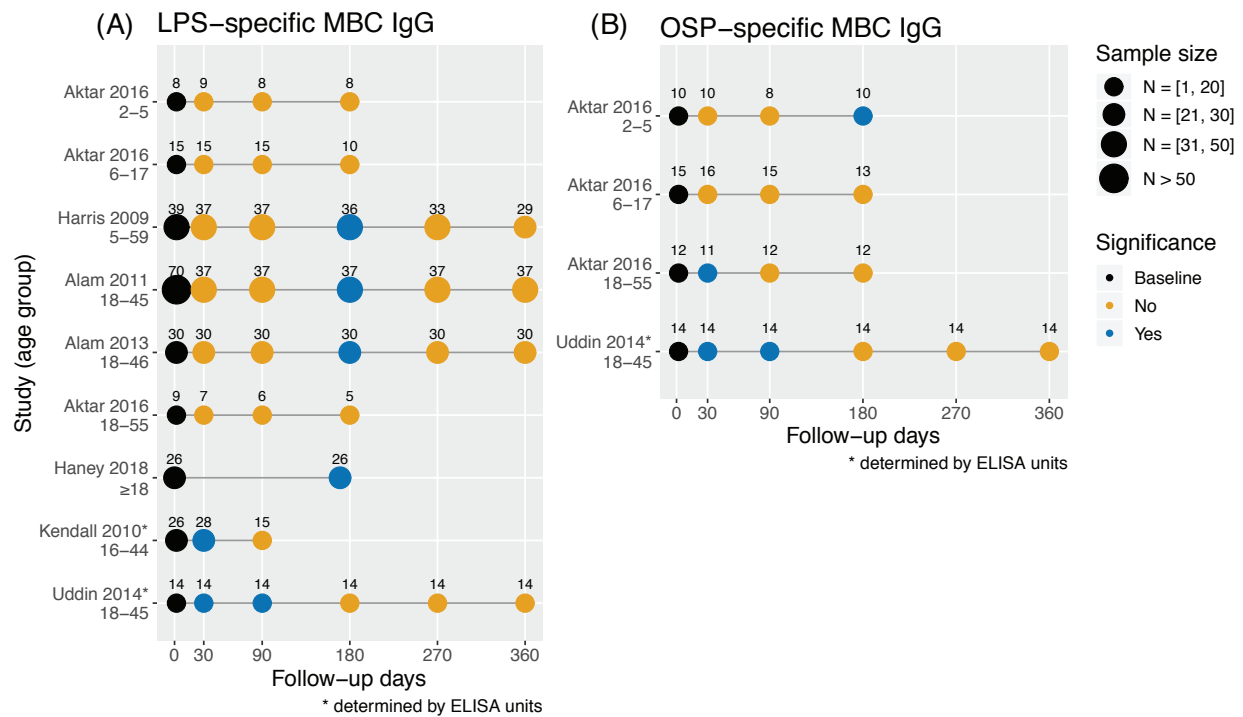 (A) LPS−specific MBC IgG
Study (age group)
Aktar 2016
2−5
8 9 8 8
Aktar 2016
6−17
15 15 15 10
Harris 2009
5−59
39 37 37 36 33 29
Alam 2011
18−45
70 37 37 37 37 37
Alam 2013
18−46
30 30 30 30 30 30
Aktar 2016
18−55
9 7 6 5
Haney 2018
≥18
26 26
Kendall 2010*
16−44
26 28 15
Uddin 2014*
18−45
14 14 14 14 14 14
0 30 90 180 270 360
Follow−up days
* determined by ELISA units
(B) OSP−specific MBC IgG
Aktar 2016
2−5
10 10 8 10
Aktar 2016
6−17
15 16 15 13
Aktar 2016
18−55
12 11 12 12
Uddin 2014*
18−45
14 14 14 14 14 14
0 30 90 180 270 360
Follow−up days
* determined by ELISA units
Sample size
N = [1, 20]
N = [21, 30]
N = [31, 50]
N > 50
Significance
Baseline
No
Yes